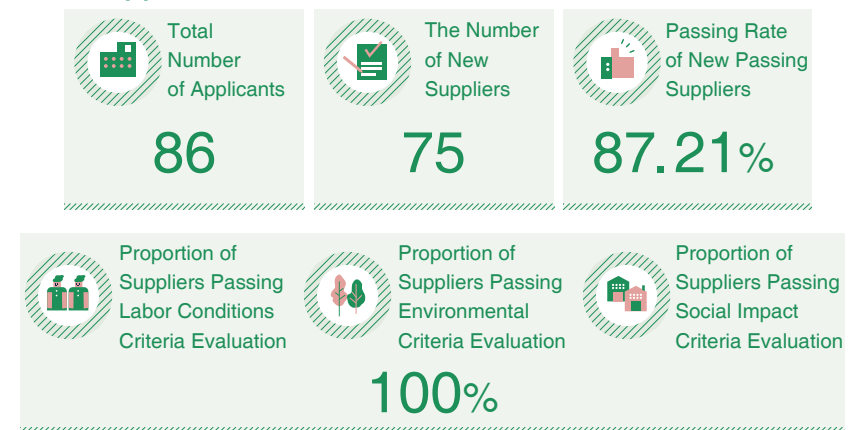 Total
Number
of Applicants
86
The Number
of New
Suppliers
75
Passing Rate
of New Passing
Suppliers
87.21%
Proportion of
Suppliers Passing
Labor Conditions
Criteria Evaluation
Proportion of
Suppliers Passing
Environmental
Criteria Evaluation
Proportion of
Suppliers Passing
Social Impact
Criteria Evaluation
100%